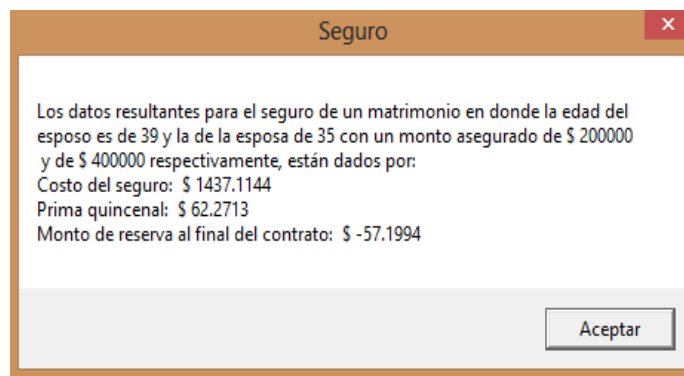 Seguro
Los datos resultantes para el seguro de un matrimonio en donde la edad del
esposo es de 39 y la de la esposa de 35 con un monto asegurado de $ 200000
y de $ 400000 respectivamente, están dados por:
Costo del seguro: $ 1437.1144
Prima quincenal: $ 62.2713
Monto de reserva al final del contrato: $ -57.1994
Aceptar